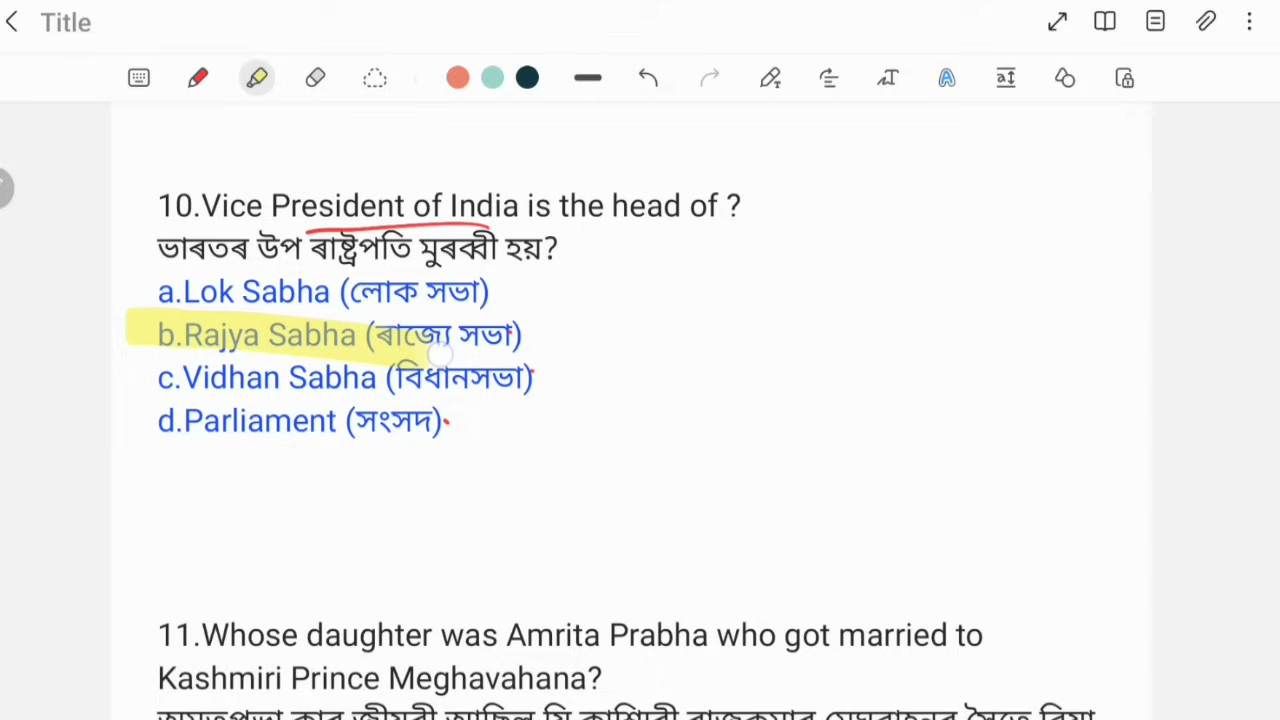 Title
10.Vice President of India is the head of ?
ভাৰতৰ উপ ৰাষ্ট্ৰপতি মুৰব্বী হয়?
a.Lok Sabha (লোক সভা)
b.Rajya Sabha (ৰাজ্যে সভা)
c.Vidhan Sabha (বিধানসভা)
d.Parliament (সংসদ)
11.Whose daughter was Amrita Prabha who got married to
Kashmiri Prince Meghavahana?